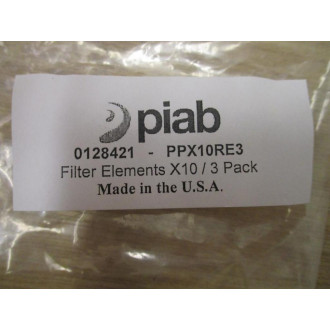 piab
0128421 - PPX10RE3
Filter Elements X10 / 3 Pack
Made in the U.S.A.